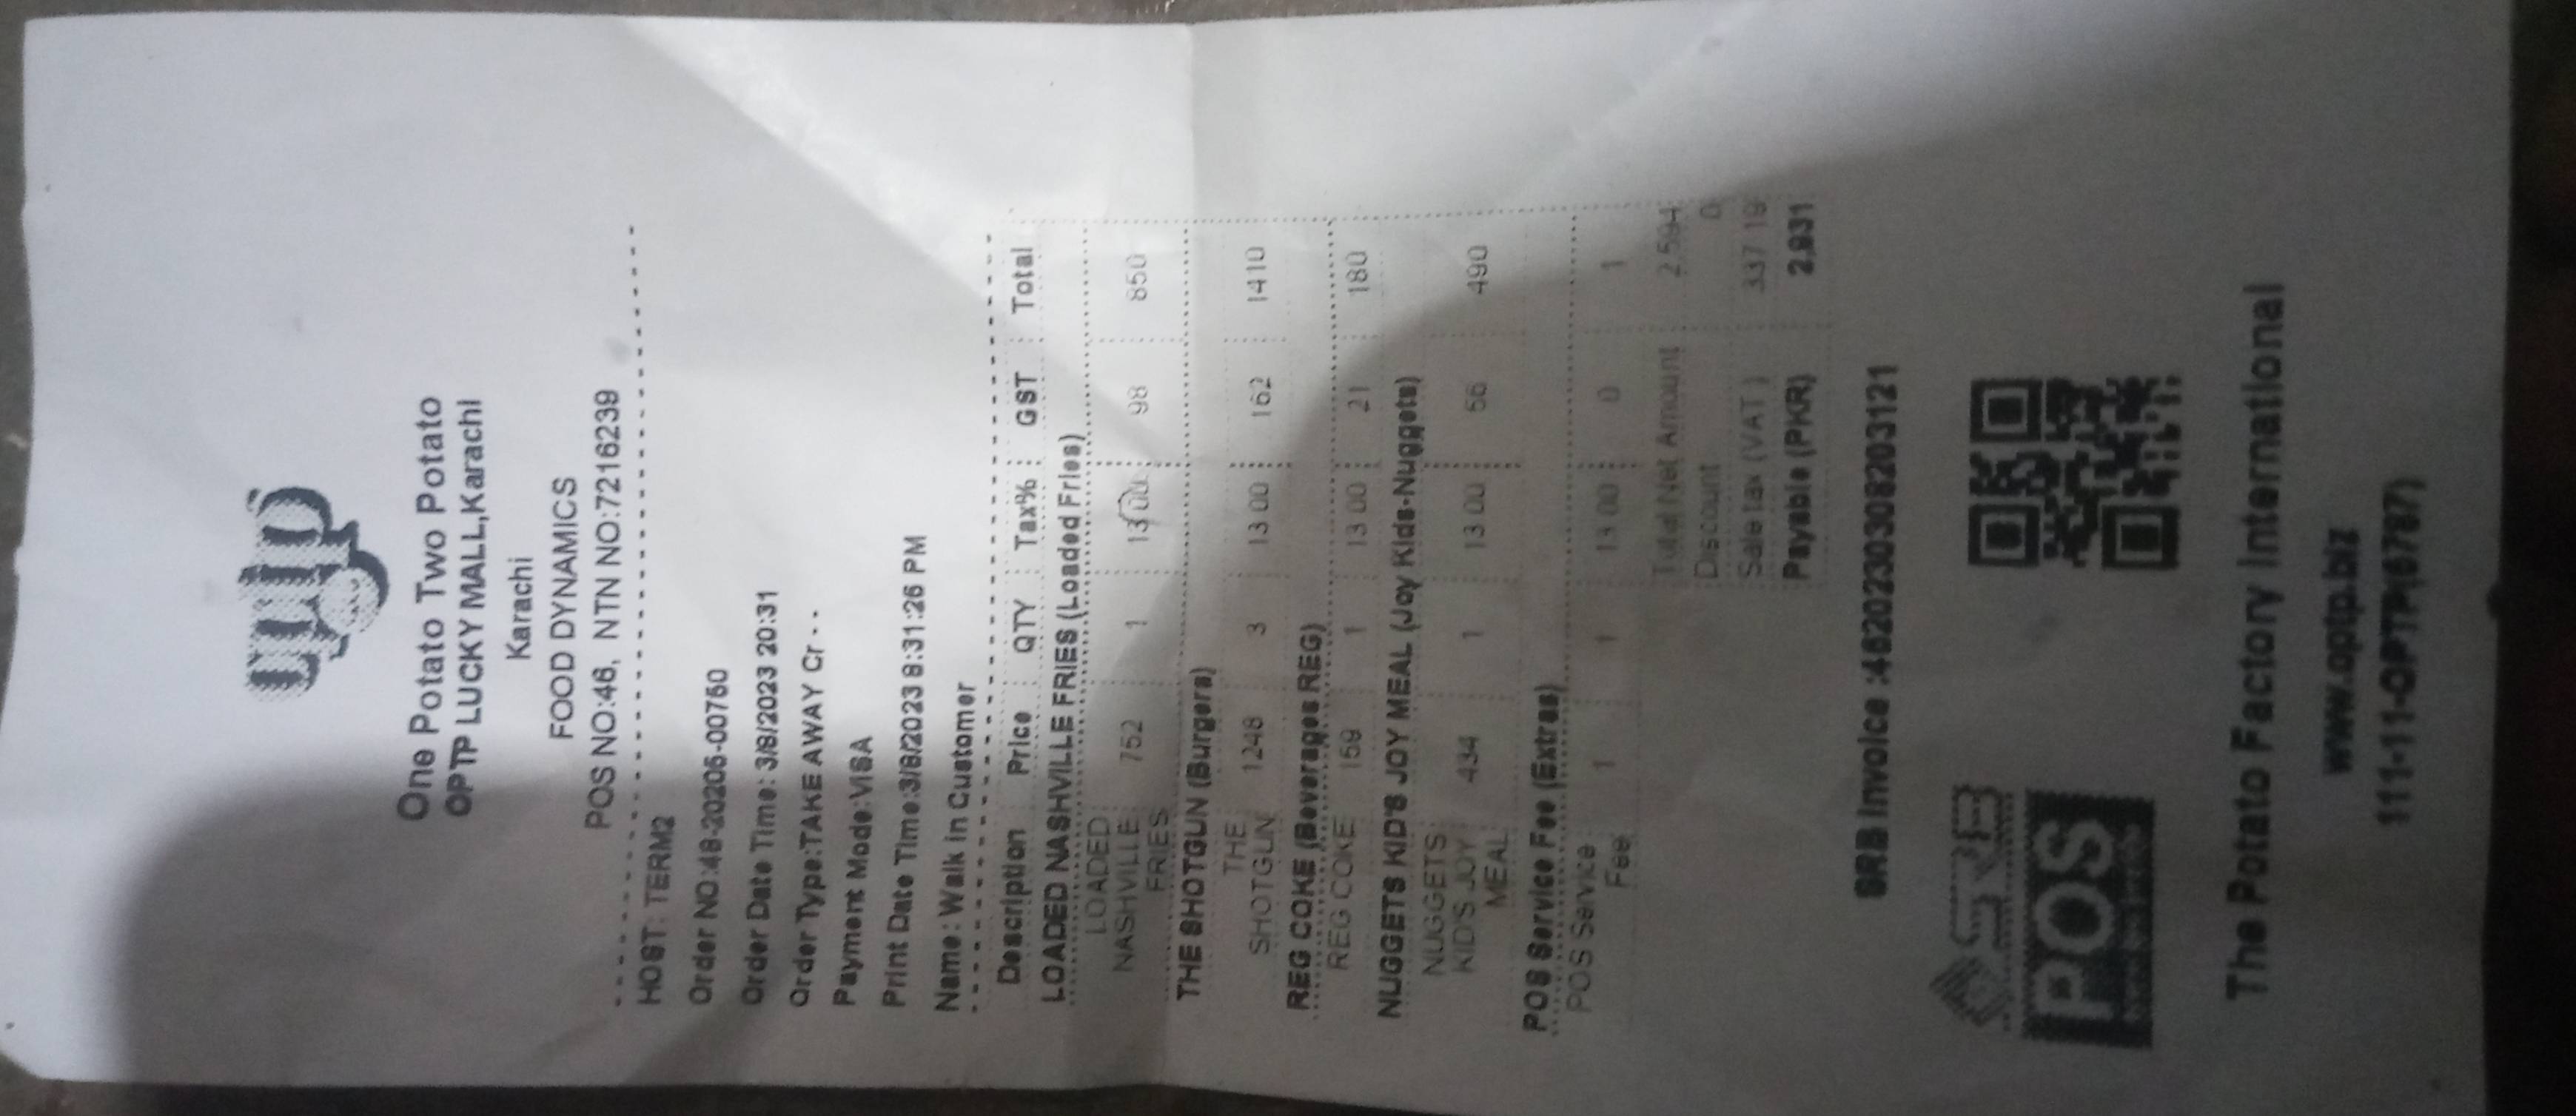 optp
One Potato Two Potato
OPTP LUCKY MALL,Karachi
Karachi
FOOD DYNAMICS
POS NO:46, NTN NO:7216239
HOST: TERM2
Order NO:48-20205-00750
Order Date Time: 3/8/2023 20:31
Order Type:TAKE AWAY Cr - -
Payment Mode:VISA
Print Date Time:3/8/2023 8:31:26 PM
Name: Walk in Customer
Description Price QTY Tax% GST Total
LOADED NASHVILLE FRIES (Loaded Fries)
LOADED
NASHVILLE 752 1 13.00 98 850
FRIES
THE SHOTGUN (Burgers)
THE
SHOTGUN 1248 3 13.00 162 1410
REG COKE (Beverages REG)
REG COKE 159 1 13.00 21 180
NUGGETS KID'S JOY MEAL (Joy Kids-Nuggets)
NUGGETS
KID'S JOY 434 1 13.00 56 490
MEAL
POS Service Fee (Extras)
POS Service 1 1 13.00 0 1
Fee
Total Net Amount 2,594
Discount 0
Sale tax (VAT) 337.19
Payable (PKR) 2,931
SRB Invoice :4620230308203121
SRB
POS
The Potato Factory International
www.optp.biz
111-11-OPTP(6787)